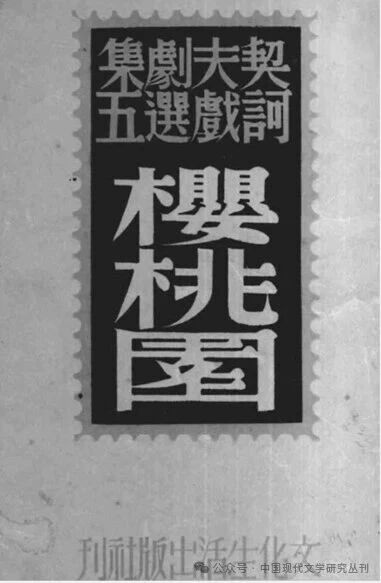 契訶
夫戲
劇選
集五
櫻桃園
文化生活出版社刊
公众号 · 中国现代文学研究丛刊